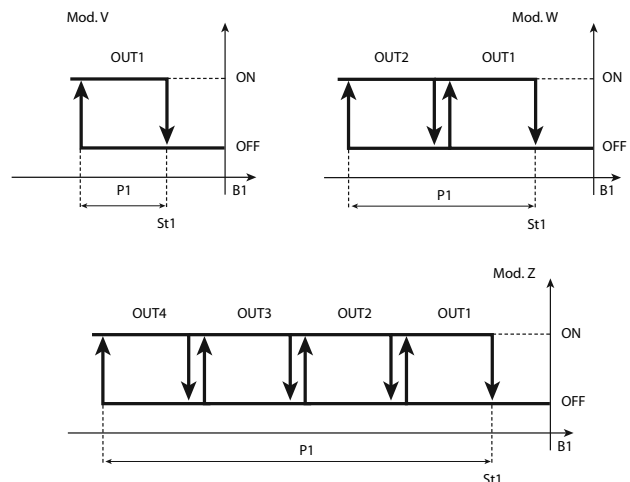 Mod. V
OUT1
ON
OFF
P1
B1
St1
Mod. W
OUT2 OUT1
ON
OFF
P1
B1
St1
Mod. Z
OUT4 OUT3 OUT2 OUT1
ON
OFF
P1
B1
St1